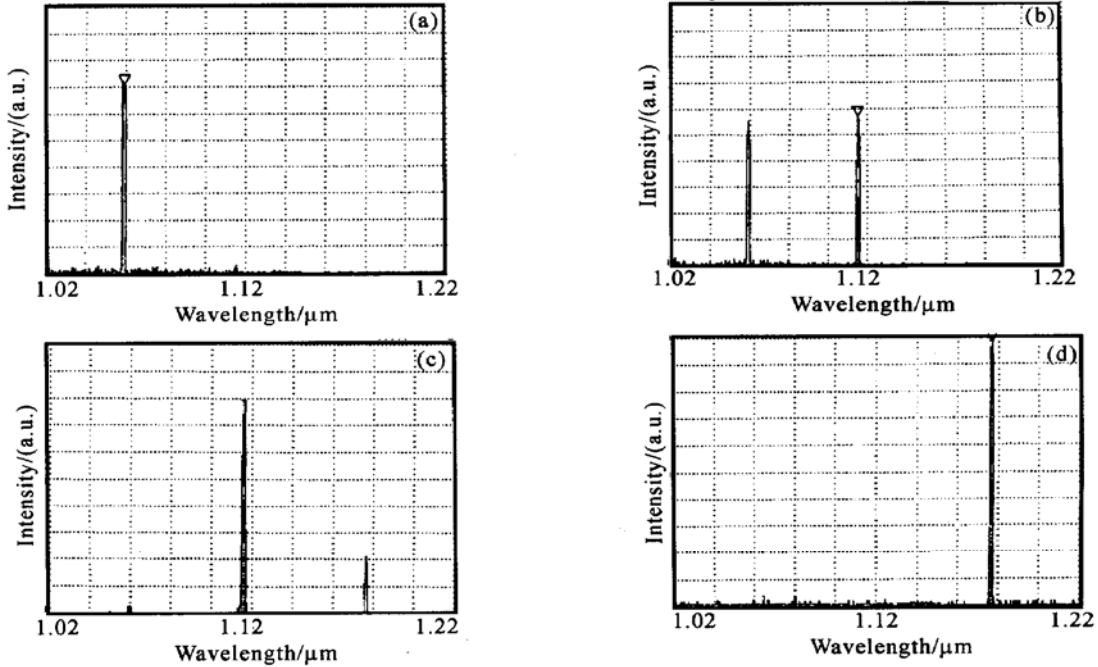 (a)
Intensity/(a.u.)
1.02 1.12 1.22
Wavelength/μm
(b)
Intensity/(a.u.)
1.02 1.12 1.22
Wavelength/μm
(c)
Intensity/(a.u.)
1.02 1.12 1.22
Wavelength/μm
(d)
Intensity/(a.u.)
1.02 1.12 1.22
Wavelength/μm